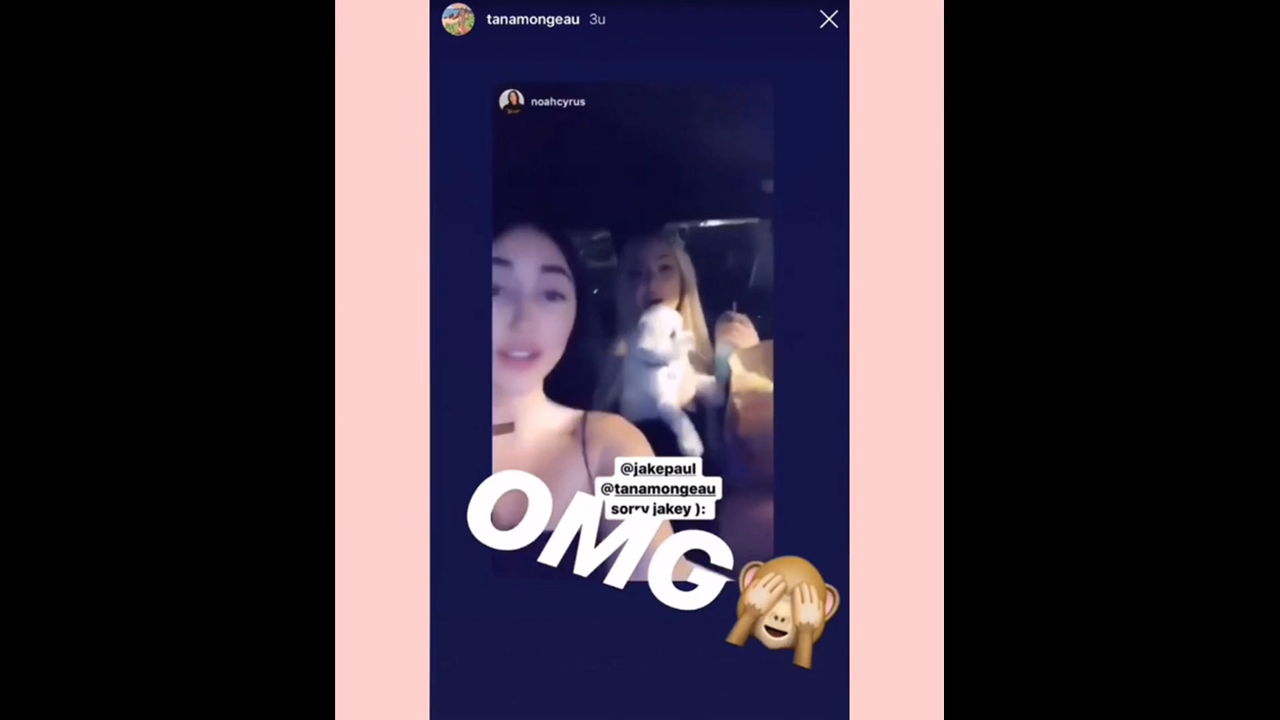 tanamongeau 3u
noahcyrus
@jakepaul
@tanamongeau
sorry jakey ):
OMG